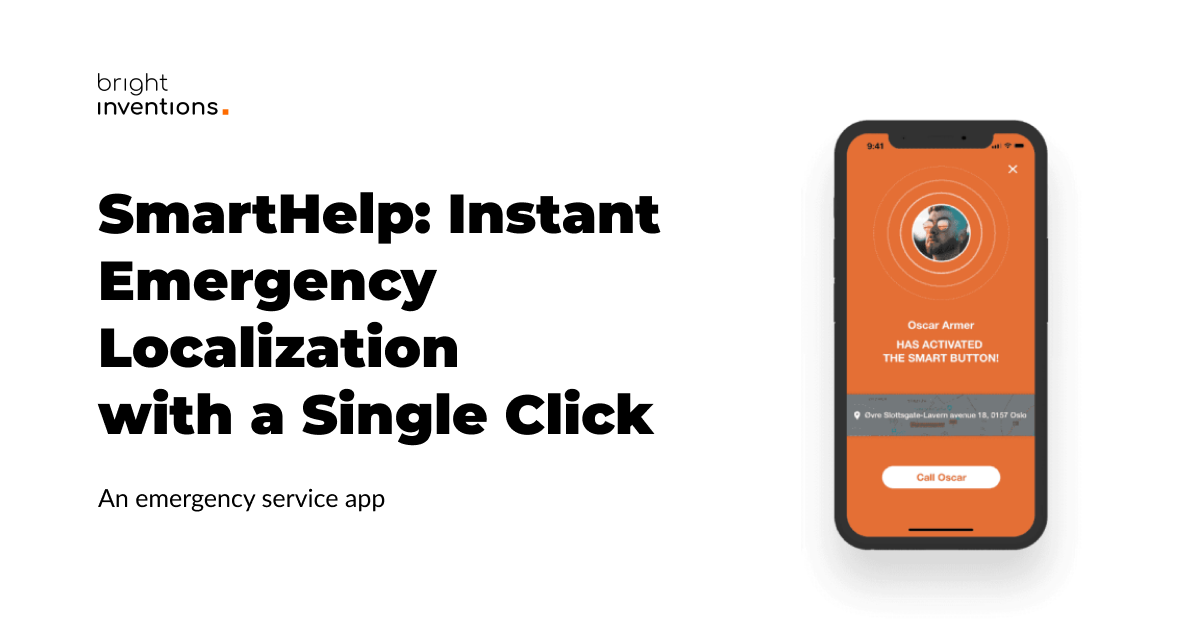 bright
inventions.
SmartHelp: Instant
Emergency
Localization
with a Single Click
An emergency service app
9:41
Oscar Armer
HAS ACTIVATED
THE SMART BUTTON!
Øvre Slottsgate-Lavern avenue 18, 0157 Oslo
Call Oscar